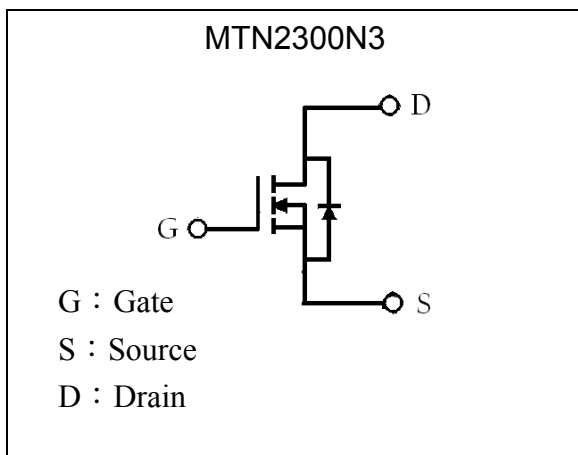 MTN2300N3
D
G
S
G：Gate
S：Source
D：Drain